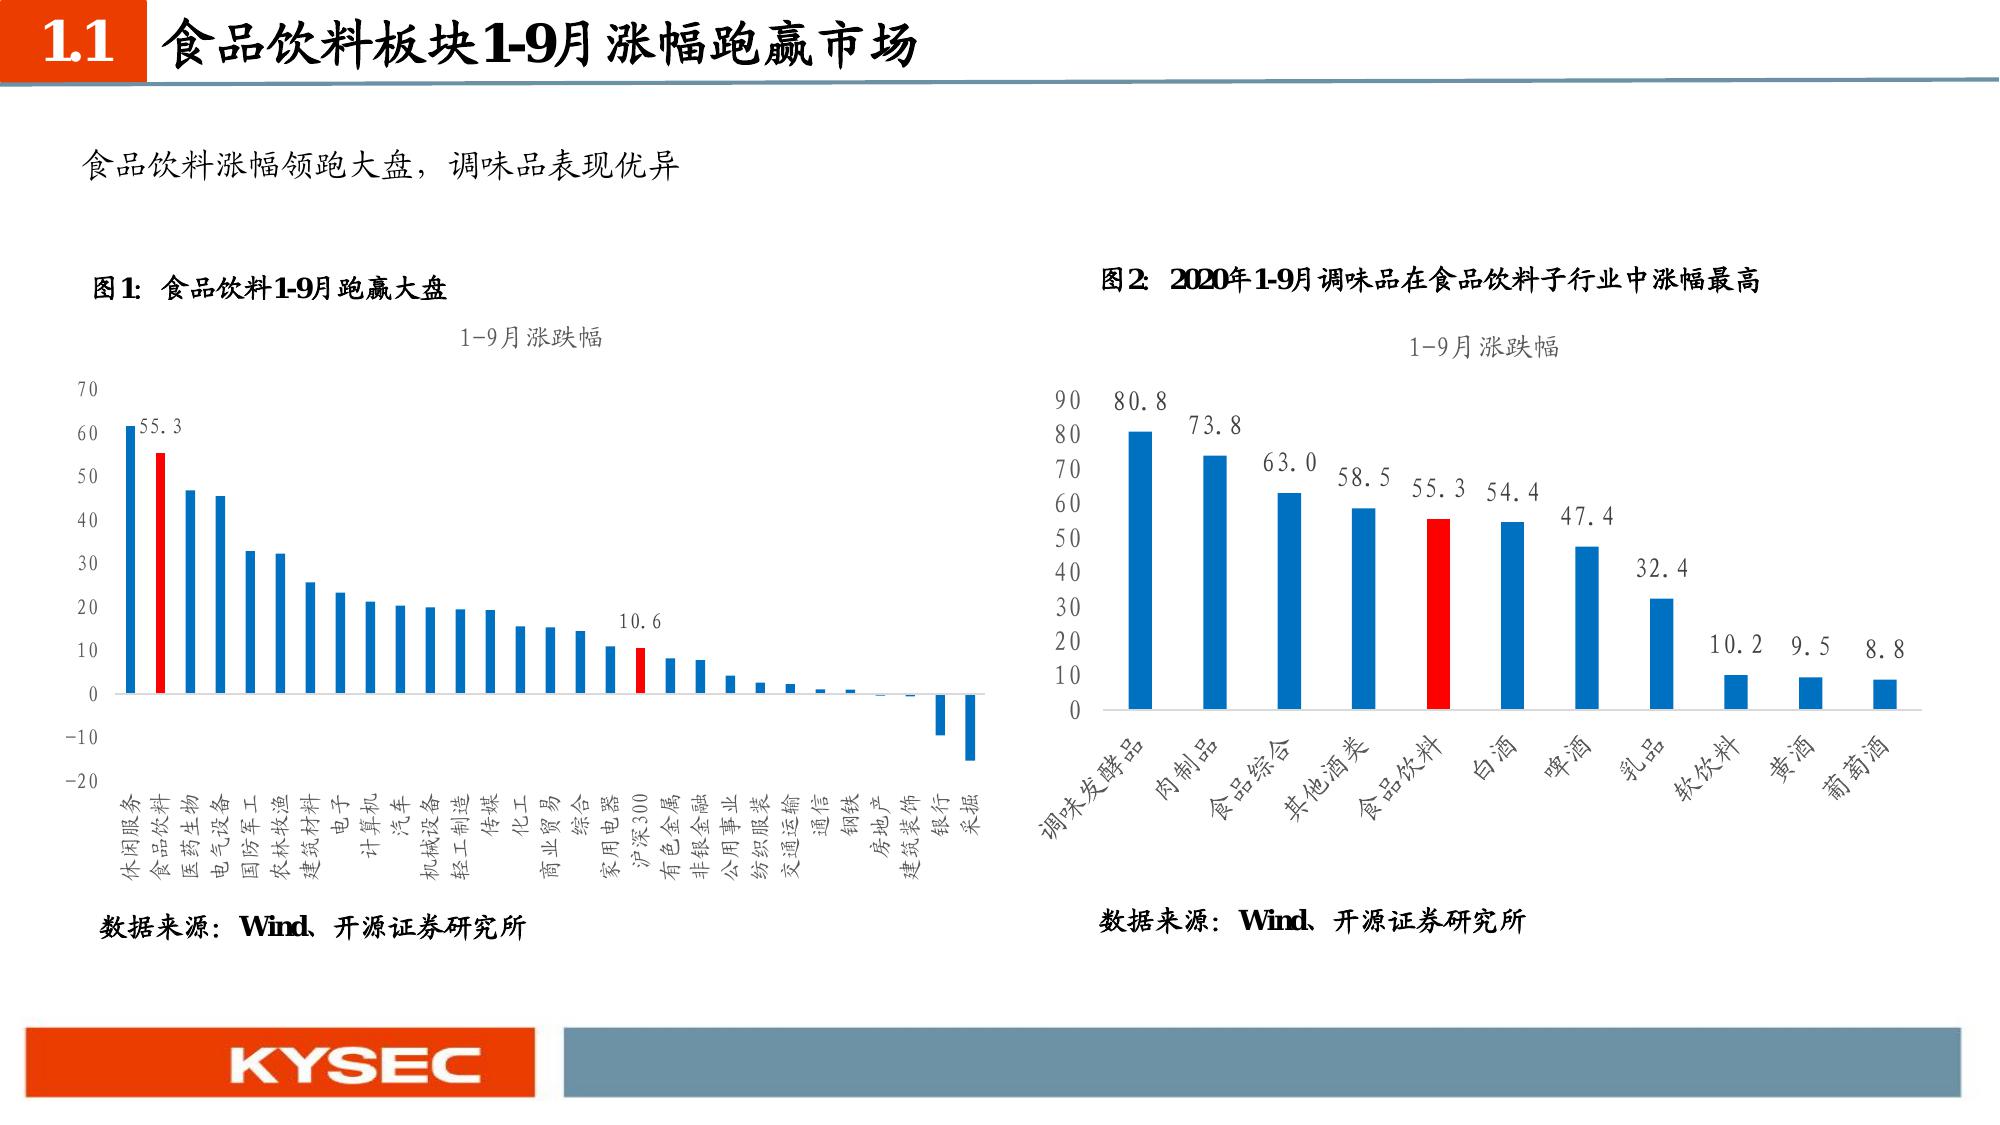 1.1 食品饮料板块1-9月涨幅跑赢市场
食品饮料涨幅领跑大盘，调味品表现优异
图1：食品饮料1-9月跑赢大盘
1-9月涨跌幅
70
60
50
40
30
20
10
0
-10
-20
55.3
10.6
休闲服务
食品饮料
医药生物
电气设备
国防军工
农林牧渔
建筑材料
电子
计算机
汽车
机械设备
轻工制造
传媒
化工
商业贸易
综合
家用电器
沪深300
有色金属
非银金融
公用事业
纺织服装
交通运输
通信
钢铁
房地产
建筑装饰
银行
采掘
数据来源：Wind、开源证券研究所
图2：2020年1-9月调味品在食品饮料子行业中涨幅最高
1-9月涨跌幅
90
80
70
60
50
40
30
20
10
0
80.8
73.8
63.0
58.5
55.3
54.4
47.4
32.4
10.2
9.5
8.8
调味发酵品
肉制品
食品综合
其他酒类
食品饮料
白酒
啤酒
乳品
软饮料
黄酒
葡萄酒
数据来源：Wind、开源证券研究所
KYSEC